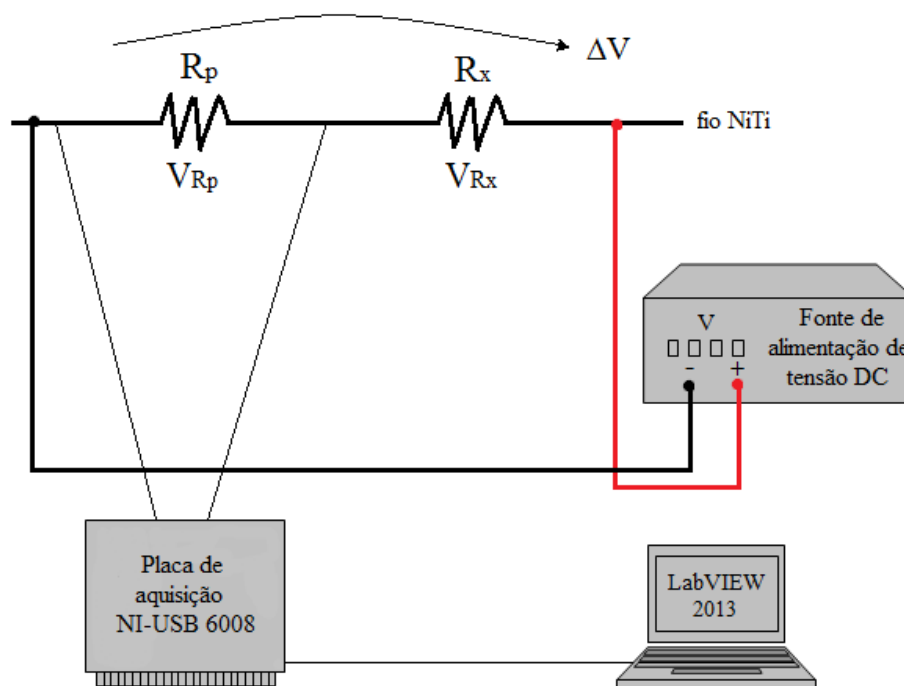 ΔV
Rp
Rx
fio NiTi
VRp
VRx
V
- +
Fonte de
alimentação de
tensão DC
Placa de
aquisição
NI-USB 6008
LabVIEW
2013